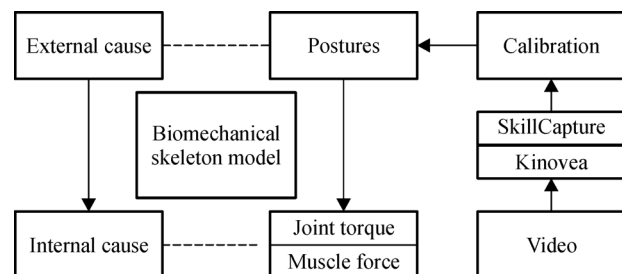 External cause
Postures
Calibration
Biomechanical
skeleton model
SkillCapture
Kinovea
Internal cause
Joint torque
Muscle force
Video